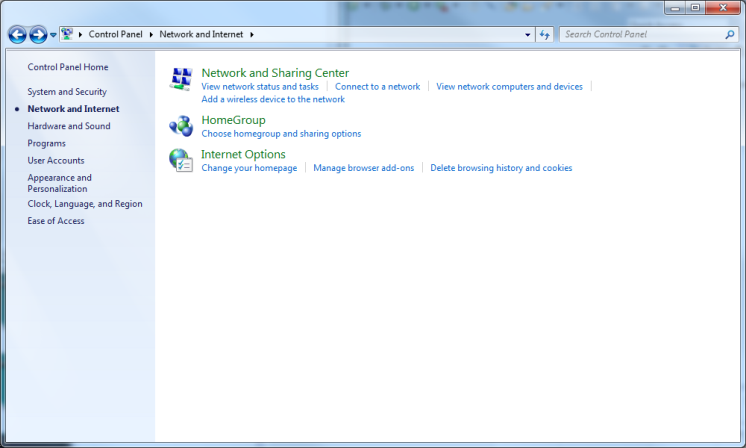 Control Panel Network and Internet
Search Control Panel
Control Panel Home
System and Security
Network and Internet
Hardware and Sound
Programs
User Accounts
Appearance and
Personalization
Clock, Language, and Region
Ease of Access
Network and Sharing Center
View network status and tasks Connect to a network View network computers and devices
Add a wireless device to the network
HomeGroup
Choose homegroup and sharing options
Internet Options
Change your homepage Manage browser add-ons Delete browsing history and cookies